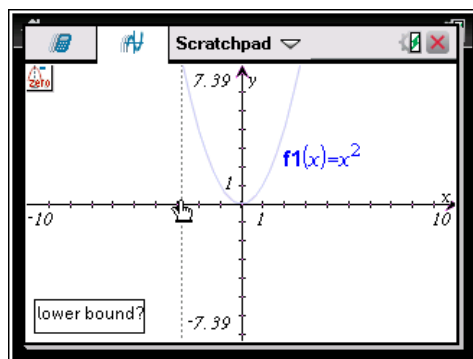 Scratchpad
zero
7.39
y
f1(x)=x²
1
x
-10
1
10
lower bound?
-7.39